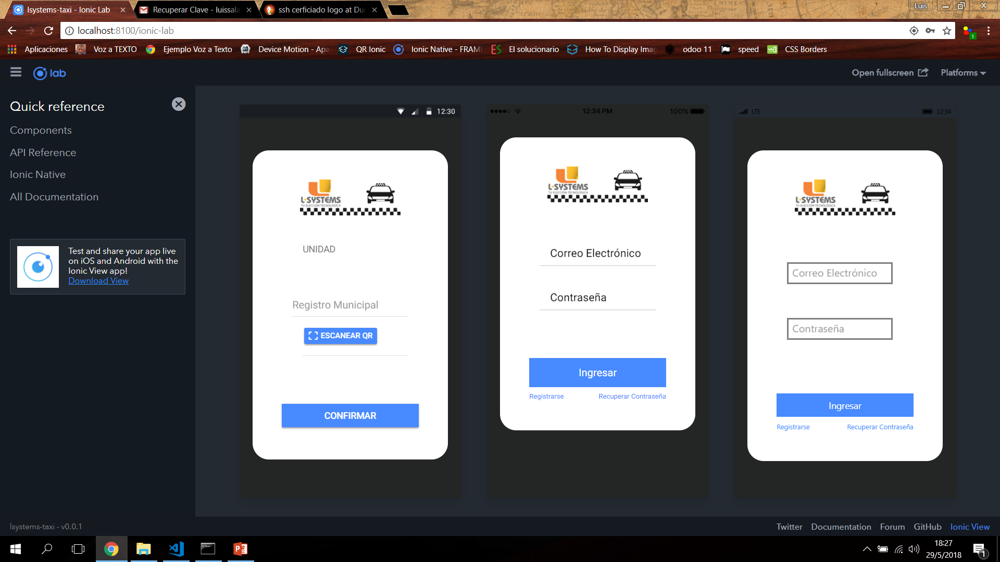 lsystems-taxi - Ionic Lab
Recuperar Clave - luissala
ssh cerficiado logo at Duc
Luis
localhost:8100/ionic-lab
1
Aplicaciones
Voz a TEXTO
Ejemplo Voz a Texto
Device Motion - Apa
QR Ionic
Ionic Native - FRAM
El solucionario
How To Display Imag
odoo 11
speed
CSS Borders
lab
Open fullscreen
Platforms
Quick reference
Components
API Reference
Ionic Native
All Documentation
Test and share your app live
on iOS and Android with the
Ionic View app!
Download View
12:30
L·SYSTEMS
TU ELECCIÓN TECNOLÓGICA
UNIDAD
Registro Municipal
ESCANEAR QR
CONFIRMAR
12:34 PM
100%
L·SYSTEMS
TU ELECCIÓN TECNOLÓGICA
Correo Electrónico
Contraseña
Ingresar
Registrarse
Recuperar Contraseña
LTE
12:34
L·SYSTEMS
TU ELECCIÓN TECNOLÓGICA
Correo Electrónico
Contraseña
Ingresar
Registrarse
Recuperar Contraseña
lsystems-taxi - v0.0.1
Twitter
Documentation
Forum
GitHub
Ionic View
18:27
29/5/2018
1